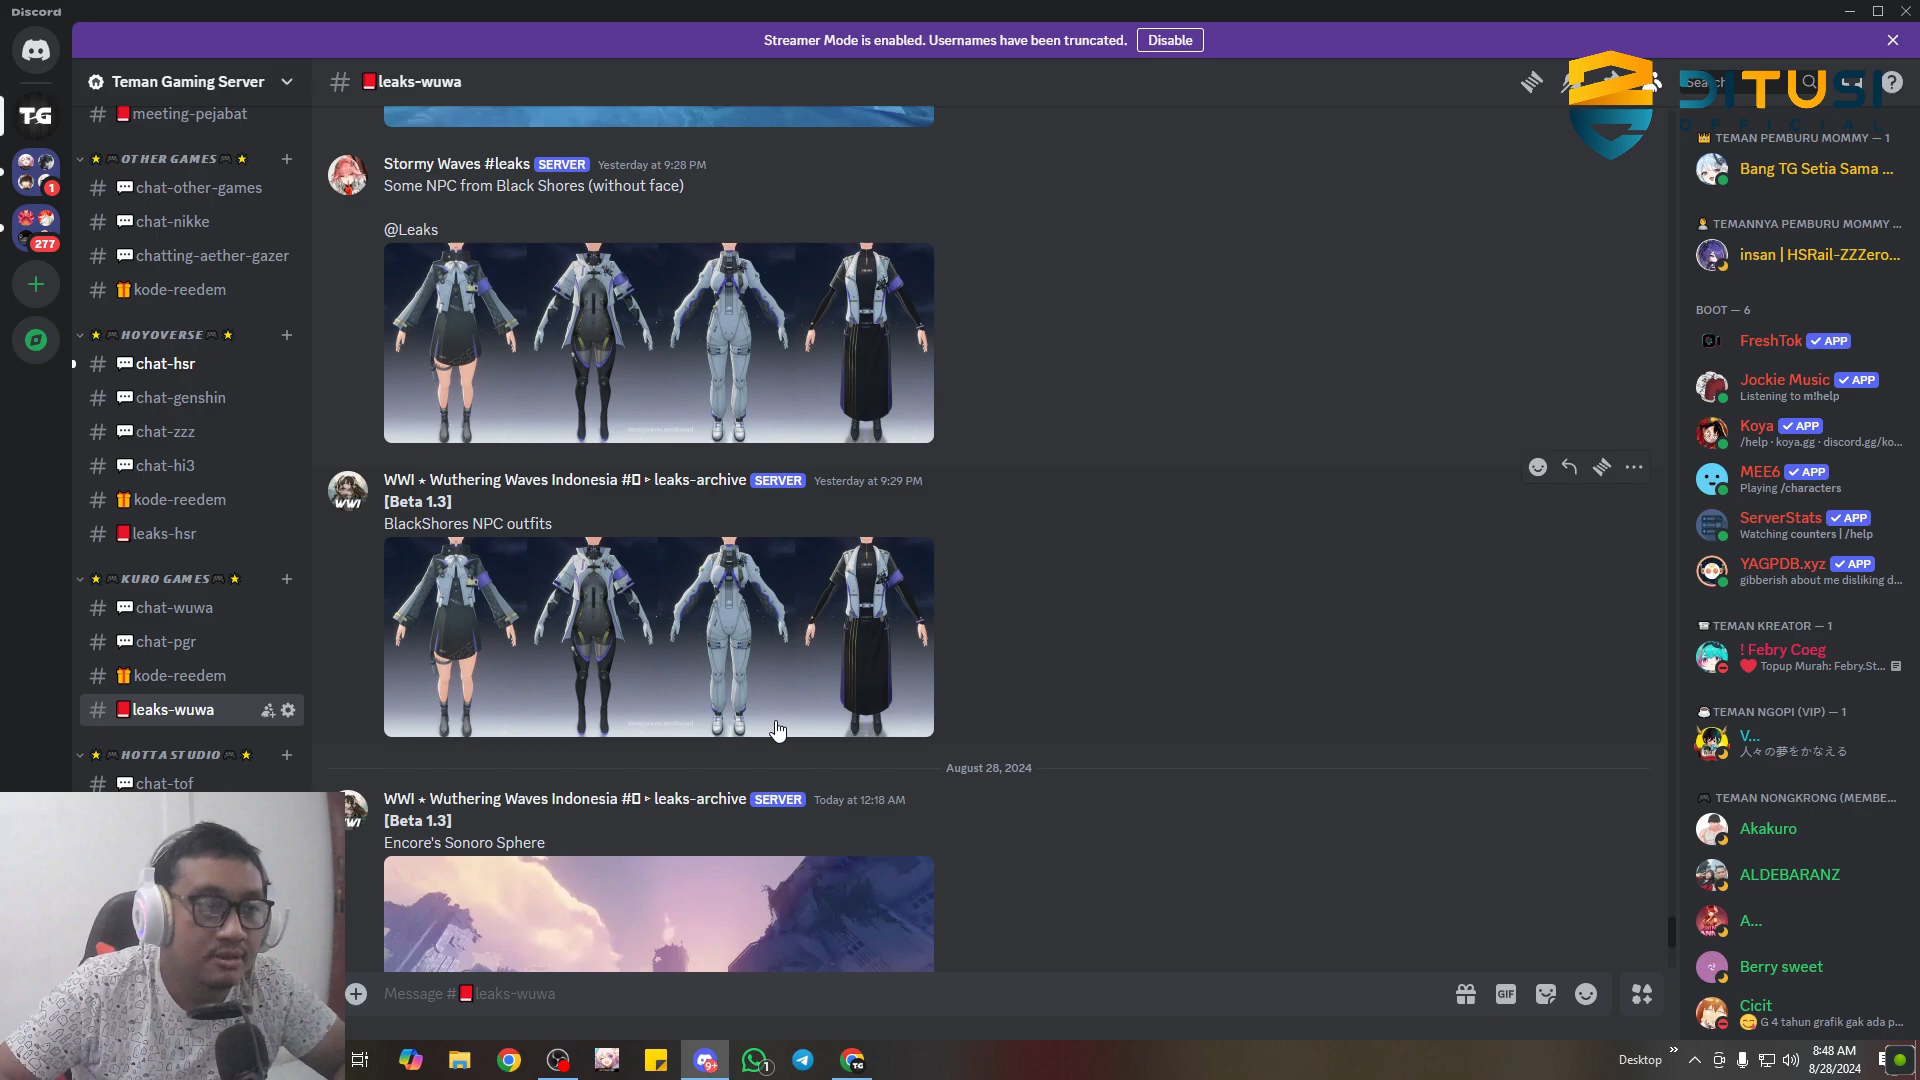 Discord
Streamer Mode is enabled. Usernames have been truncated.
Disable
TG
1
277
Teman Gaming Server
meeting-pejabat
OTHER GAMES
chat-other-games
chat-nikke
chatting-aether-gazer
kode-reedem
HOYOVERSE
chat-hsr
chat-genshin
chat-zzz
chat-hi3
kode-reedem
leaks-hsr
KURO GAMES
chat-wuwa
chat-pgr
kode-reedem
leaks-wuwa
HOTTA STUDIO
chat-tof
leaks-wuwa
Stormy Waves #leaks SERVER Yesterday at 9:28 PM
Some NPC from Black Shores (without face)
@Leaks
WWI ⋆ Wuthering Waves Indonesia #▯ ▸ leaks-archive SERVER Yesterday at 9:29 PM
[Beta 1.3]
BlackShores NPC outfits
August 28, 2024
WWI ⋆ Wuthering Waves Indonesia #▯ ▸ leaks-archive SERVER Today at 12:18 AM
[Beta 1.3]
Encore's Sonoro Sphere
Message # leaks-wuwa
GIF
Search
DITUSI
OFFICIAL
TEMAN PEMBURU MOMMY — 1
Bang TG Setia Sama ...
TEMANNYA PEMBURU MOMMY ...
insan | HSRail-ZZZero...
BOOT — 6
FreshTok ✓ APP
Jockie Music ✓ APP
Listening to m!help
Koya ✓ APP
/help · koya.gg · discord.gg/ko...
MEE6 ✓ APP
Playing /characters
ServerStats ✓ APP
Watching counters | /help
YAGPDB.xyz ✓ APP
gibberish about me disliking d...
TEMAN KREATOR — 1
! Febry Coeg
Topup Murah: Febry.St...
TEMAN NGOPI (VIP) — 1
V...
人々の夢をかなえる
TEMAN NONGKRONG (MEMBE...
Akakuro
ALDEBARANZ
A...
Berry sweet
Cicit
G 4 tahun grafik gak ada p...
9+
1
TG
Desktop
8:48 AM
8/28/2024